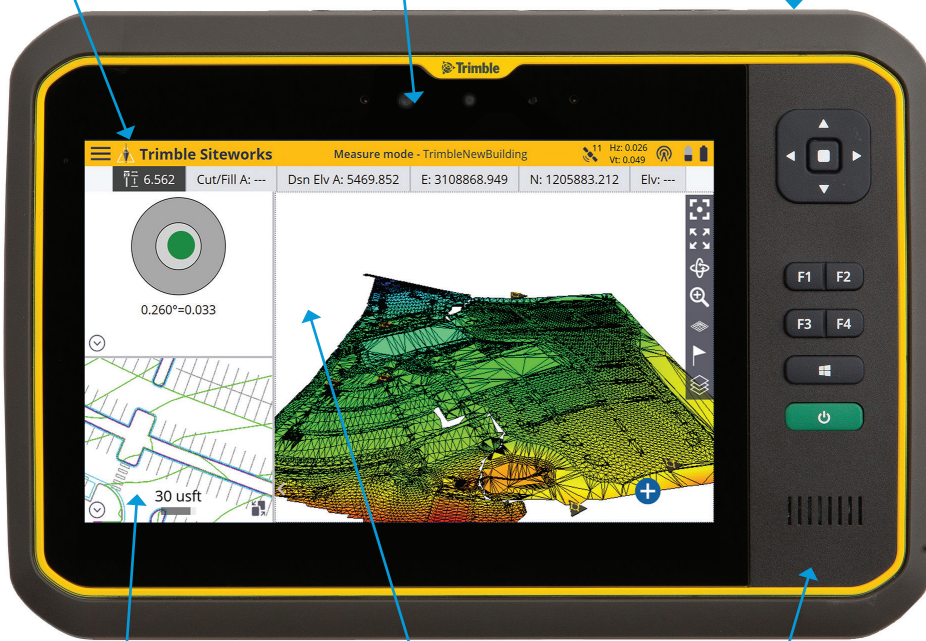 Trimble
Trimble Siteworks
Measure mode - TrimbleNewBuilding
11
Hz: 0.026
Vt: 0.049
6.562
Cut/Fill A: ---
Dsn Elv A: 5469.852
E: 3108868.949
N: 1205883.212
Elv: ---
0.260°=0.033
30 usft
F1 F2
F3 F4